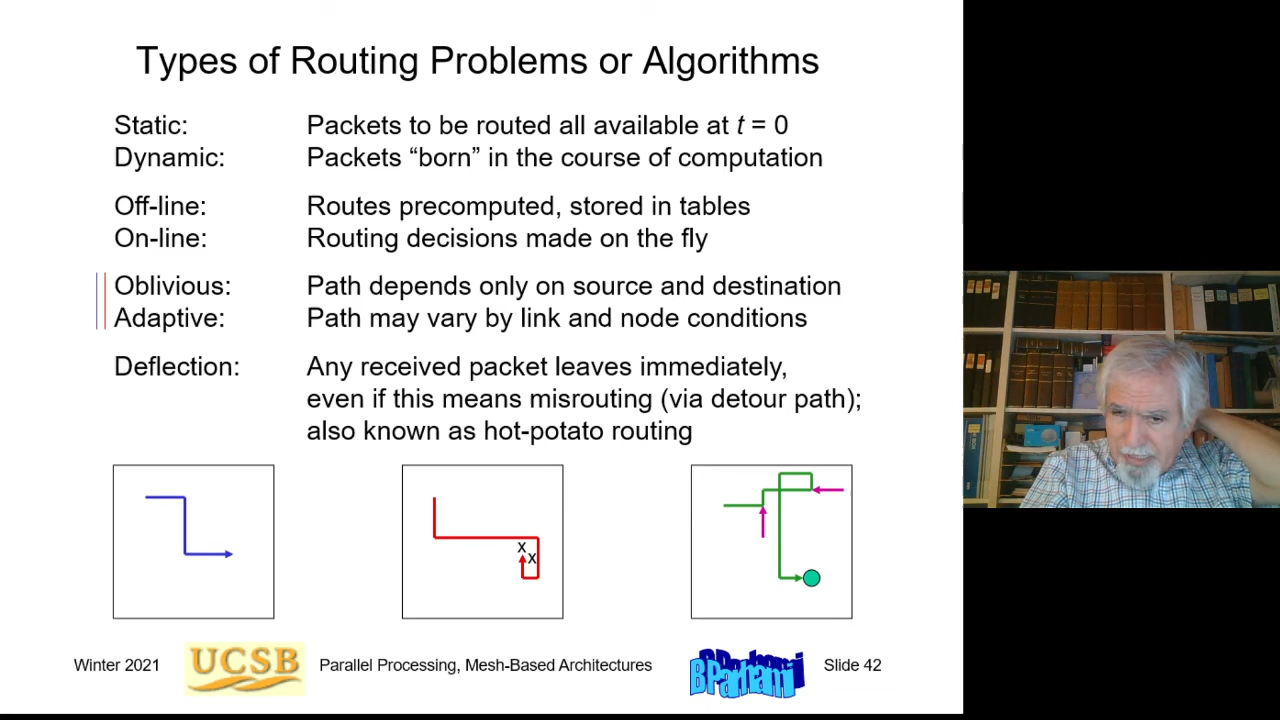 Types of Routing Problems or Algorithms
Static: Packets to be routed all available at t = 0
Dynamic: Packets “born” in the course of computation
Off-line: Routes precomputed, stored in tables
On-line: Routing decisions made on the fly
Oblivious: Path depends only on source and destination
Adaptive: Path may vary by link and node conditions
Deflection: Any received packet leaves immediately,
even if this means misrouting (via detour path);
also known as hot-potato routing
x
x
Winter 2021 UCSB Parallel Processing, Mesh-Based Architectures BParhami Slide 42